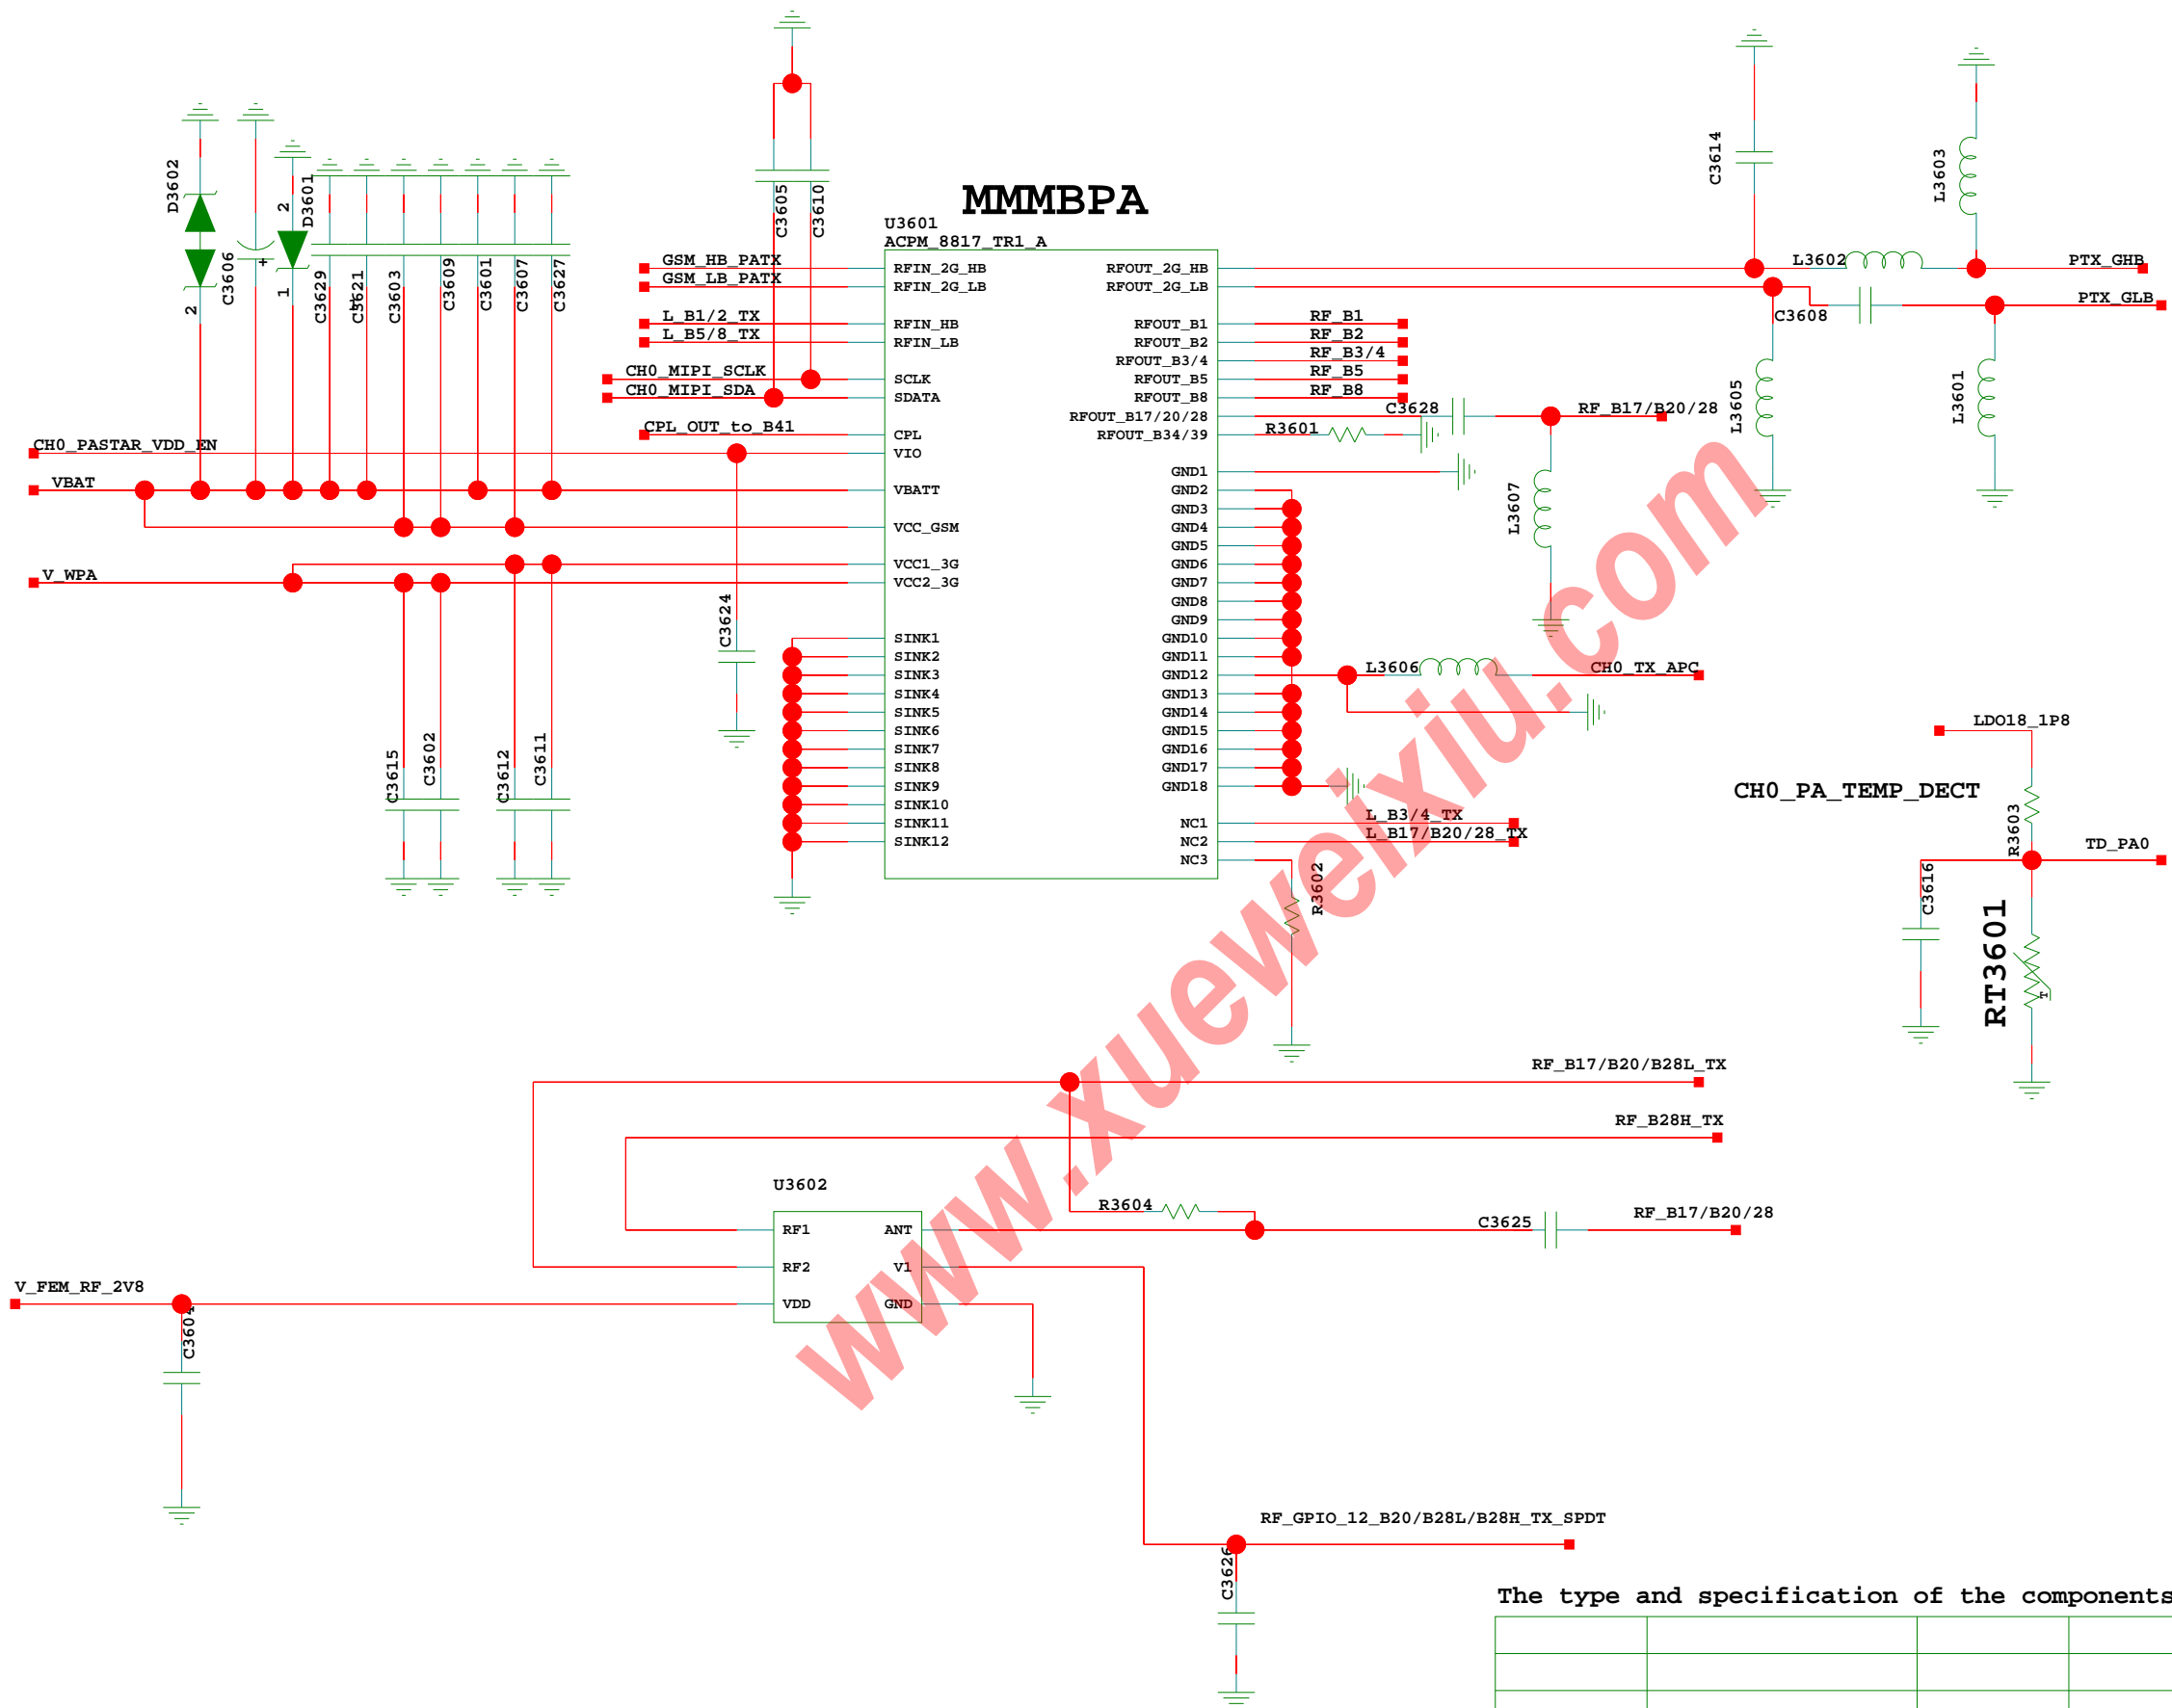 MMMBPA
U3601
ACPM_8817_TR1_A
D3602
2
C3606
+
D3601
2
1
C3629
C3621
C3603
C3609
C3601
C3607
C3627
C3605
C3610
GSM_HB_PATX
GSM_LB_PATX
L_B1/2_TX
L_B5/8_TX
CH0_MIPI_SCLK
CH0_MIPI_SDA
CPL_OUT_to_B41
CH0_PASTAR_VDD_EN
VBAT
V_WPA
C3624
C3615
C3602
C3612
C3611
RFIN_2G_HB
RFIN_2G_LB
RFIN_HB
RFIN_LB
SCLK
SDATA
CPL
VIO
VBATT
VCC_GSM
VCC1_3G
VCC2_3G
SINK1
SINK2
SINK3
SINK4
SINK5
SINK6
SINK7
SINK8
SINK9
SINK10
SINK11
SINK12
RFOUT_2G_HB
RFOUT_2G_LB
RFOUT_B1
RFOUT_B2
RFOUT_B3/4
RFOUT_B5
RFOUT_B8
RFOUT_B17/20/28
RFOUT_B34/39
GND1
GND2
GND3
GND4
GND5
GND6
GND7
GND8
GND9
GND10
GND11
GND12
GND13
GND14
GND15
GND16
GND17
GND18
NC1
NC2
NC3
RF_B1
RF_B2
RF_B3/4
RF_B5
RF_B8
C3628
RF_B17/B20/28
R3601
L3607
L3606
CH0_TX_APC
L_B3/4_TX
L_B17/B20/28_TX
R3602
C3614
L3603
L3602
PTX_GHB
C3608
PTX_GLB
L3605
L3601
LDO18_1P8
CH0_PA_TEMP_DECT
R3603
TD_PA0
C3616
RT3601
T
RF_B17/B20/B28L_TX
RF_B28H_TX
U3602
RF1
RF2
VDD
ANT
V1
GND
R3604
C3625
RF_B17/B20/28
V_FEM_RF_2V8
C3604
RF_GPIO_12_B20/B28L/B28H_TX_SPDT
C3626
The type and specification of the components
www.xueweixiu.com